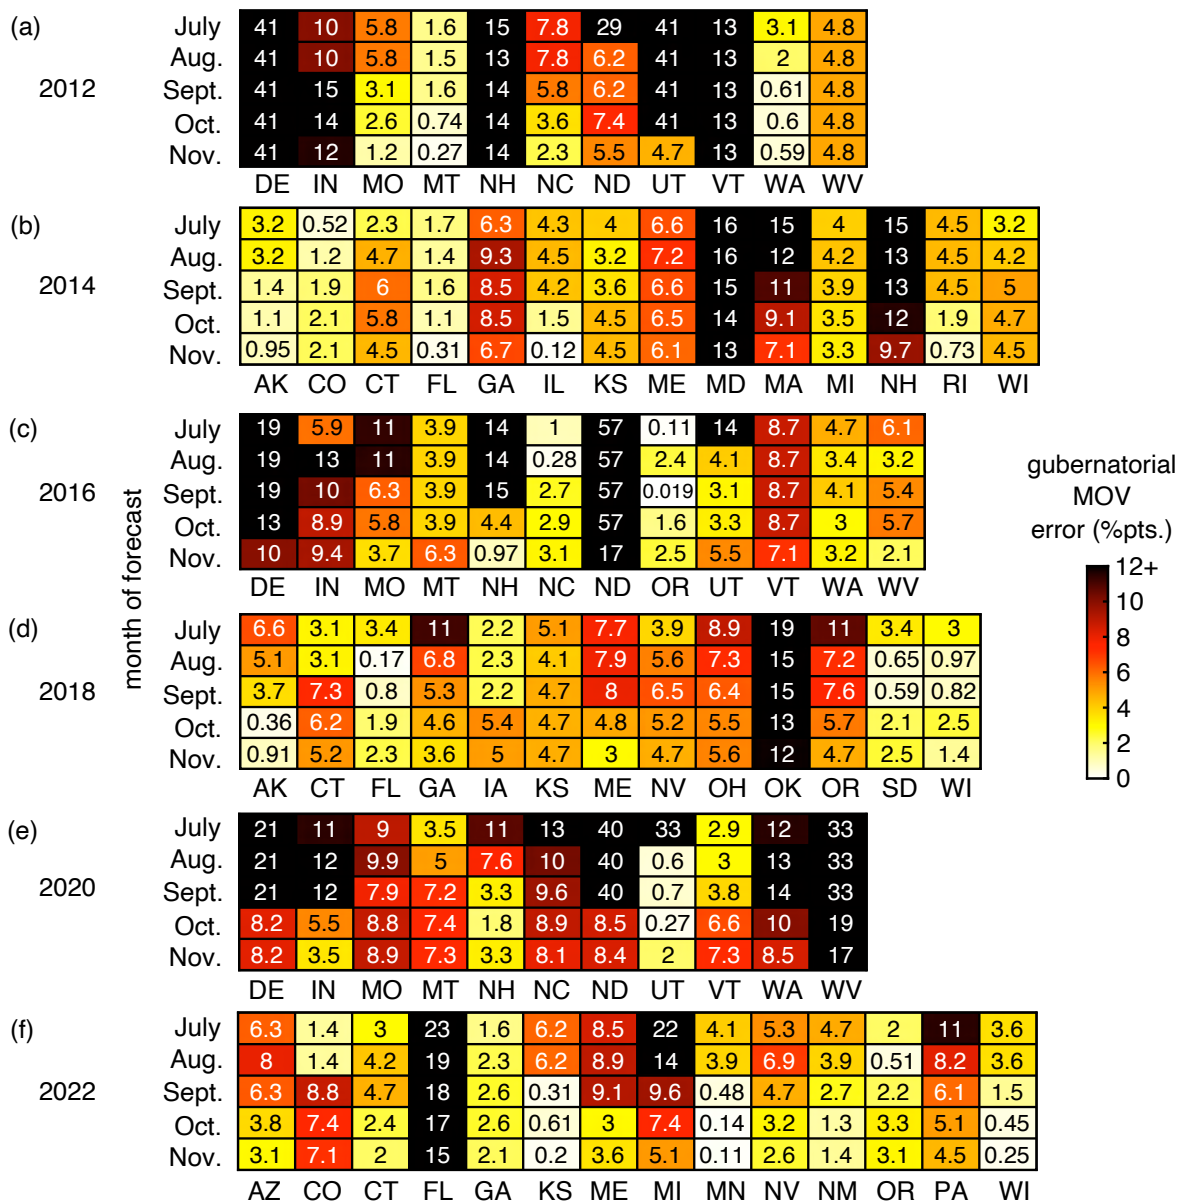 (a)
2012
July 41 10 5.8 1.6 15 7.8 29 41 13 3.1 4.8
Aug. 41 10 5.8 1.5 13 7.8 6.2 41 13 2 4.8
Sept. 41 15 3.1 1.6 14 5.8 6.2 41 13 0.61 4.8
Oct. 41 14 2.6 0.74 14 3.6 7.4 41 13 0.6 4.8
Nov. 41 12 1.2 0.27 14 2.3 5.5 4.7 13 0.59 4.8
DE IN MO MT NH NC ND UT VT WA WV
(b)
2014
July 3.2 0.52 2.3 1.7 6.3 4.3 4 6.6 16 15 4 15 4.5 3.2
Aug. 3.2 1.2 4.7 1.4 9.3 4.5 3.2 7.2 16 12 4.2 13 4.5 4.2
Sept. 1.4 1.9 6 1.6 8.5 4.2 3.6 6.6 15 11 3.9 13 4.5 5
Oct. 1.1 2.1 5.8 1.1 8.5 1.5 4.5 6.5 14 9.1 3.5 12 1.9 4.7
Nov. 0.95 2.1 4.5 0.31 6.7 0.12 4.5 6.1 13 7.1 3.3 9.7 0.73 4.5
AK CO CT FL GA IL KS ME MD MA MI NH RI WI
(c)
2016
July 19 5.9 11 3.9 14 1 57 0.11 14 8.7 4.7 6.1
Aug. 19 13 11 3.9 14 0.28 57 2.4 4.1 8.7 3.4 3.2
Sept. 19 10 6.3 3.9 15 2.7 57 0.019 3.1 8.7 4.1 5.4
Oct. 13 8.9 5.8 3.9 4.4 2.9 57 1.6 3.3 8.7 3 5.7
Nov. 10 9.4 3.7 6.3 0.97 3.1 17 2.5 5.5 7.1 3.2 2.1
DE IN MO MT NH NC ND OR UT VT WA WV
month of forecast
(d)
2018
July 6.6 3.1 3.4 11 2.2 5.1 7.7 3.9 8.9 19 11 3.4 3
Aug. 5.1 3.1 0.17 6.8 2.3 4.1 7.9 5.6 7.3 15 7.2 0.65 0.97
Sept. 3.7 7.3 0.8 5.3 2.2 4.7 8 6.5 6.4 15 7.6 0.59 0.82
Oct. 0.36 6.2 1.9 4.6 5.4 4.7 4.8 5.2 5.5 13 5.7 2.1 2.5
Nov. 0.91 5.2 2.3 3.6 5 4.7 3 4.7 5.6 12 4.7 2.5 1.4
AK CT FL GA IA KS ME NV OH OK OR SD WI
(e)
2020
July 21 11 9 3.5 11 13 40 33 2.9 12 33
Aug. 21 12 9.9 5 7.6 10 40 0.6 3 13 33
Sept. 21 12 7.9 7.2 3.3 9.6 40 0.7 3.8 14 33
Oct. 8.2 5.5 8.8 7.4 1.8 8.9 8.5 0.27 6.6 10 19
Nov. 8.2 3.5 8.9 7.3 3.3 8.1 8.4 2 7.3 8.5 17
DE IN MO MT NH NC ND UT VT WA WV
(f)
2022
July 6.3 1.4 3 23 1.6 6.2 8.5 22 4.1 5.3 4.7 2 11 3.6
Aug. 8 1.4 4.2 19 2.3 6.2 8.9 14 3.9 6.9 3.9 0.51 8.2 3.6
Sept. 6.3 8.8 4.7 18 2.6 0.31 9.1 9.6 0.48 4.7 2.7 2.2 6.1 1.5
Oct. 3.8 7.4 2.4 17 2.6 0.61 3 7.4 0.14 3.2 1.3 3.3 5.1 0.45
Nov. 3.1 7.1 2 15 2.1 0.2 3.6 5.1 0.11 2.6 1.4 3.1 4.5 0.25
AZ CO CT FL GA KS ME MI MN NV NM OR PA WI
gubernatorial
MOV
error (%pts.)
12+
10
8
6
4
2
0